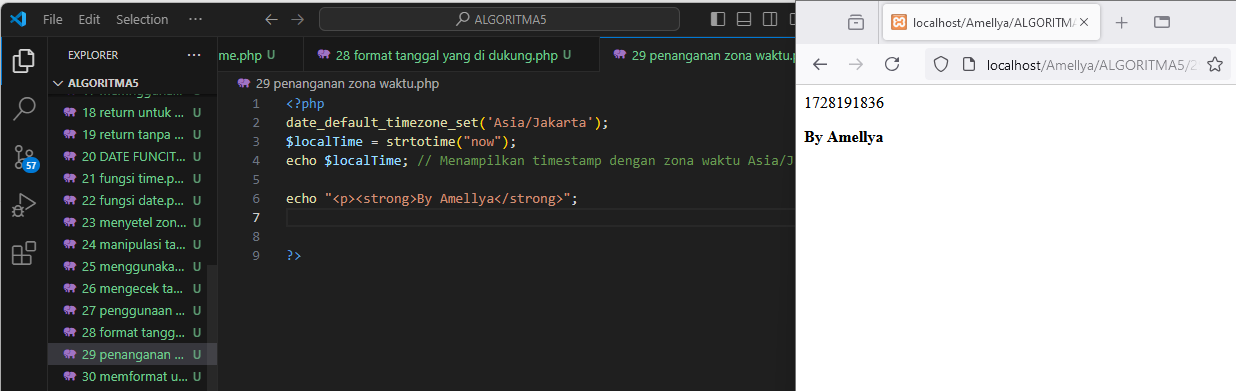 File Edit Selection ··· ALGORITMA5
EXPLORER ···
ALGORITMA5
18 return untuk ... U
19 return tanpa ... U
20 DATE FUNCIT... U
21 fungsi time.p... U
22 fungsi date.p... U
23 menyetel zon... U
24 manipulasi ta... U
25 menggunaka... U
26 mengecek ta... U
27 penggunaan ... U
28 format tangg... U
29 penanganan ... U
30 memformat u... U
57
me.php U 28 format tanggal yang di dukung.php U 29 penanganan zona waktu.p
29 penanganan zona waktu.php
1 <?php
2 date_default_timezone_set('Asia/Jakarta');
3 $localTime = strtotime("now");
4 echo $localTime; // Menampilkan timestamp dengan zona waktu Asia/J
5
6 echo "<p><strong>By Amellya</strong>";
7
8
9 ?>
localhost/Amellya/ALGORITMA
localhost/Amellya/ALGORITMA5/2
1728191836
By Amellya